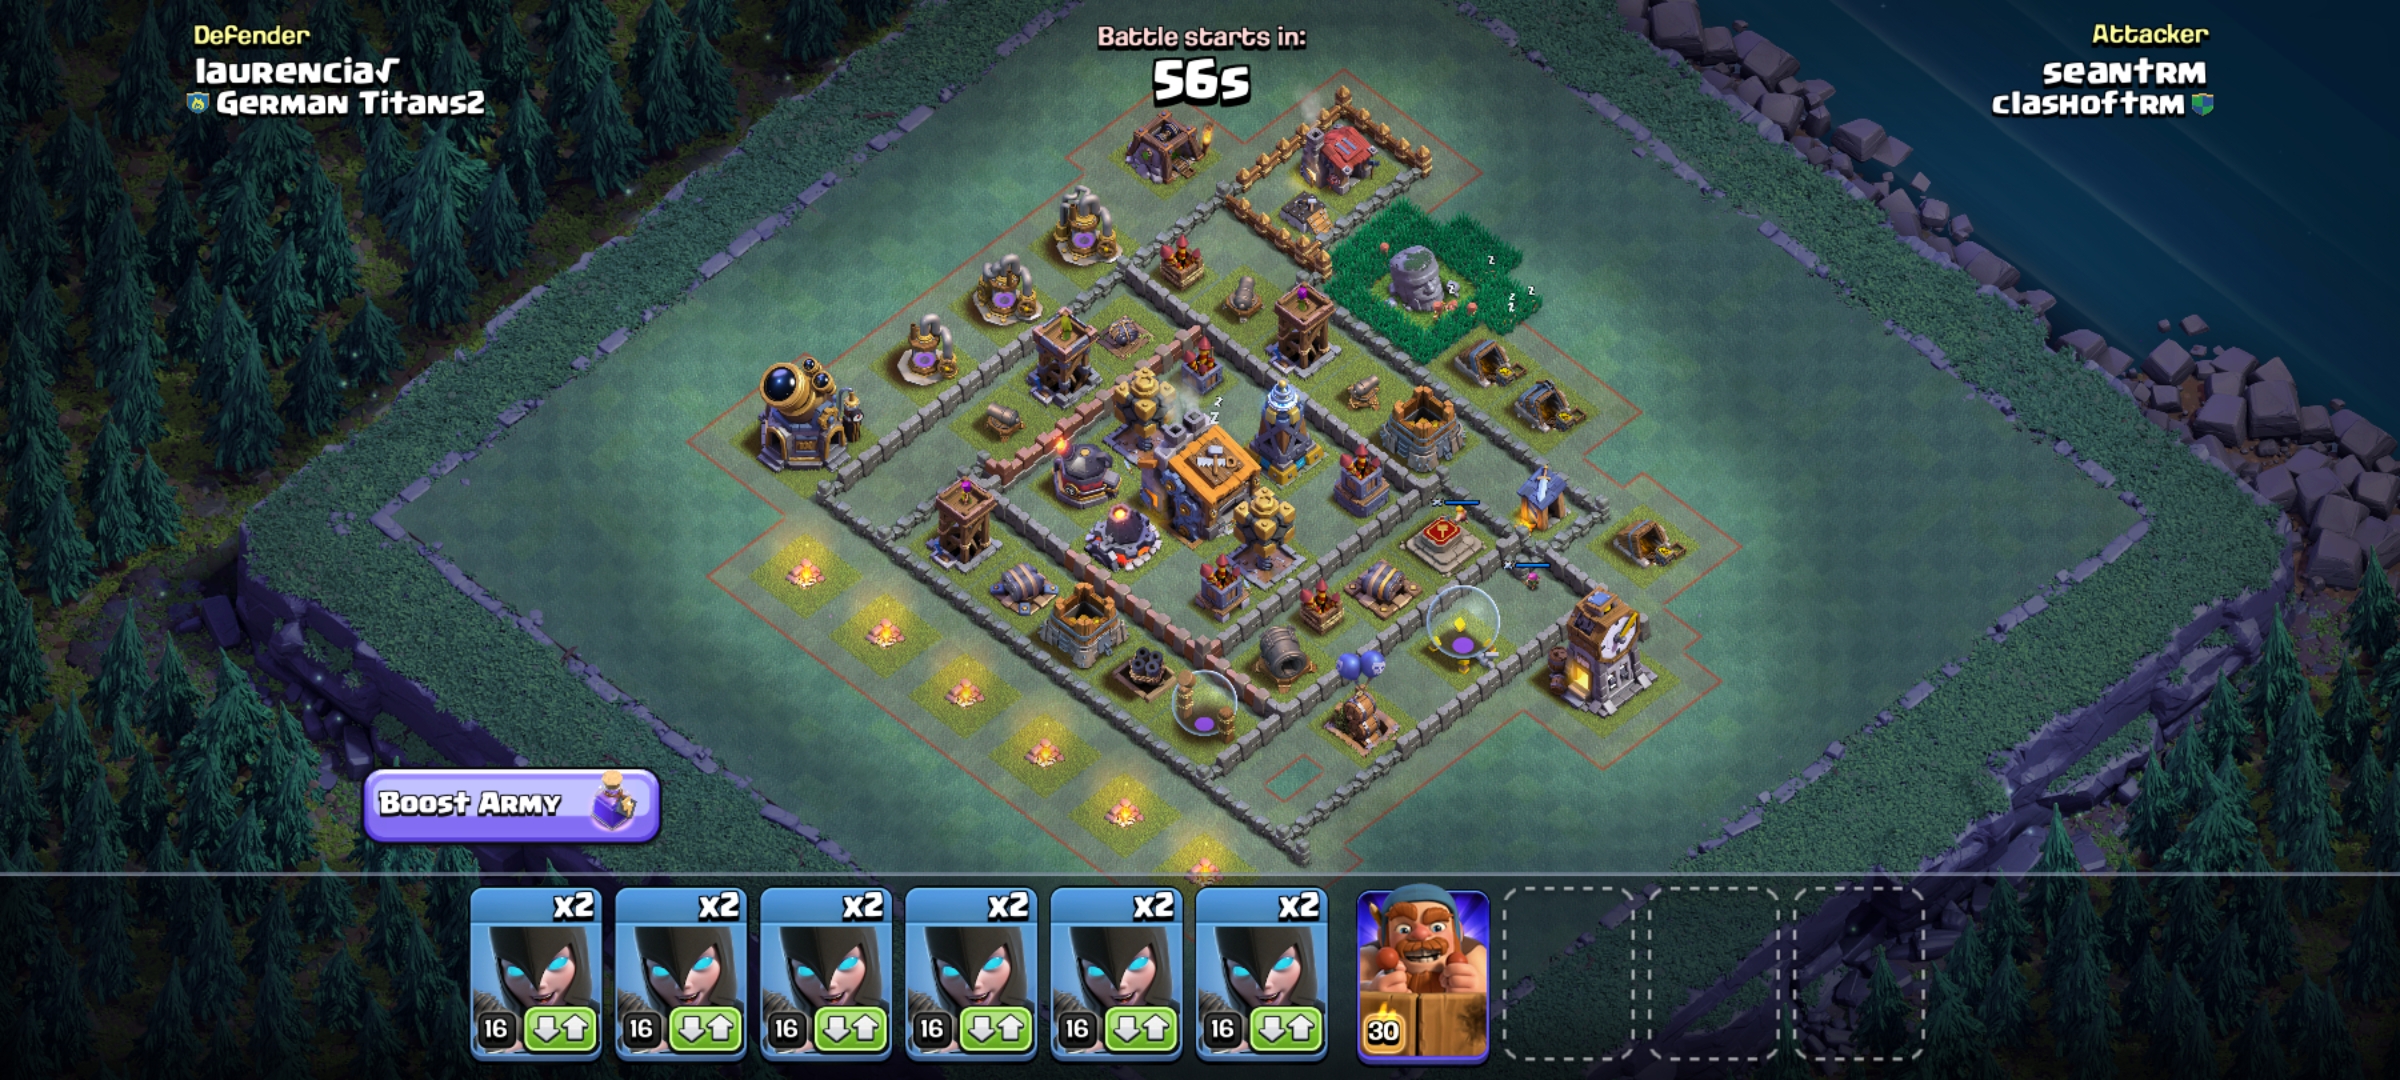 Defender
laurencia√
German Titans2
Battle starts in:
56s
Attacker
seantRM
clashoftRM
z
z
z
z
z
z
z
Boost Army
x2
x2
x2
x2
x2
x2
16
16
16
16
16
16
30